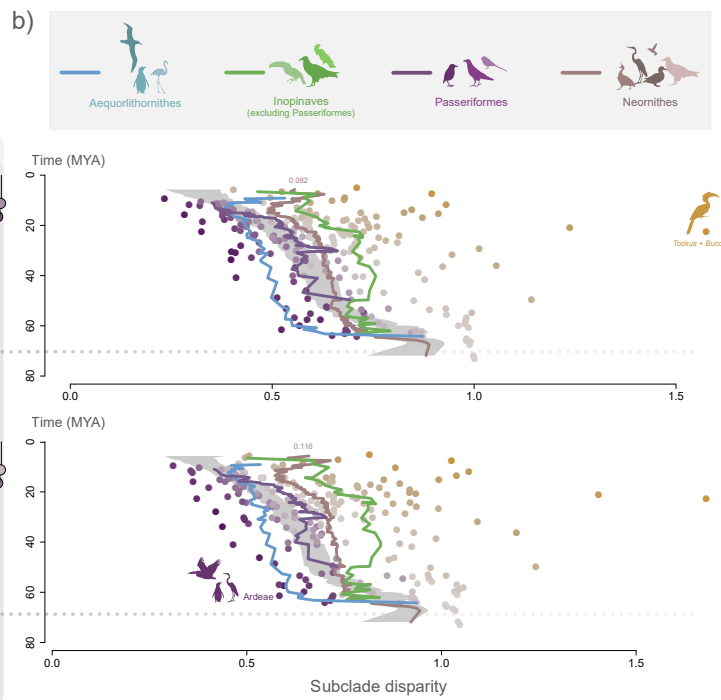 b)
Aequorlithornithes
Inopinaves
(excluding Passeriformes)
Passeriformes
Neornithes
Time (MYA)
0.082
0
20
40
60
80
0.0 0.5 1.0 1.5
Time (MYA)
0.116
0
20
40
60
80
Ardeae
0.0 0.5 1.0 1.5
Subclade disparity